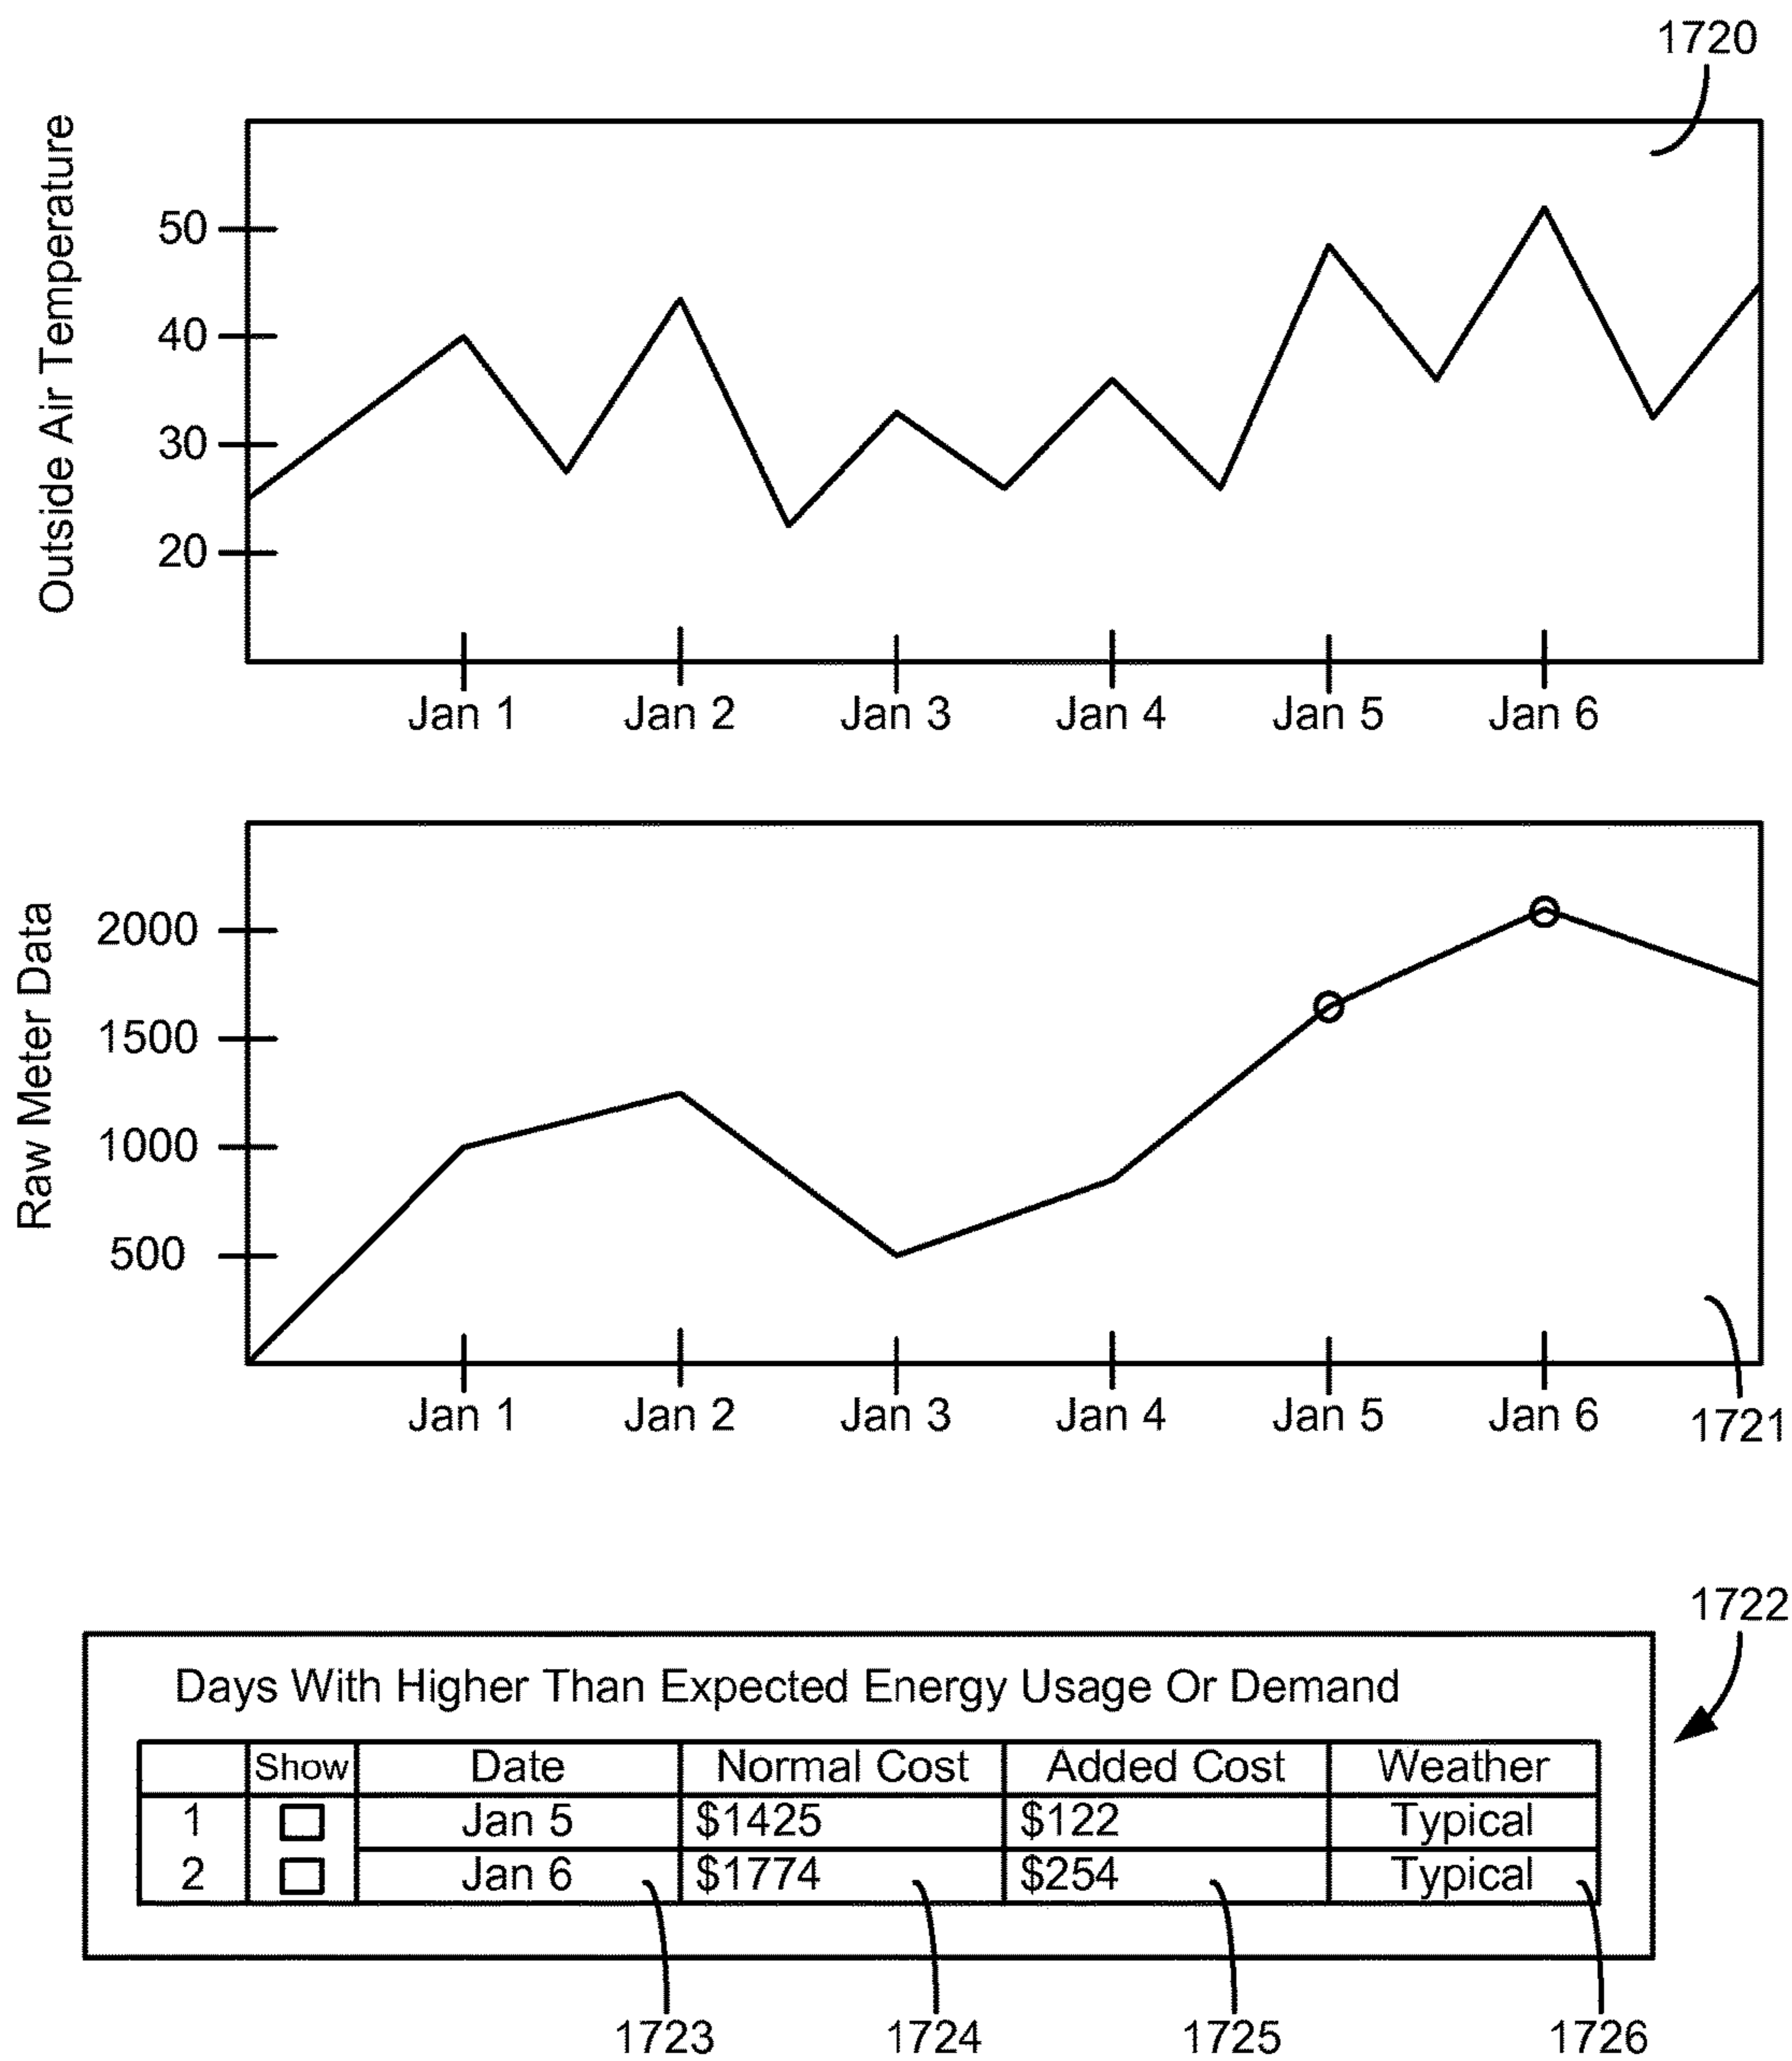 1720
Outside Air Temperature
50
40
30
20
Jan 1 Jan 2 Jan 3 Jan 4 Jan 5 Jan 6
Raw Meter Data
2000
1500
1000
500
Jan 1 Jan 2 Jan 3 Jan 4 Jan 5 Jan 6
1721
1722
Days With Higher Than Expected Energy Usage Or Demand
Show Date Normal Cost Added Cost Weather
1 Jan 5 $1425 $122 Typical
2 Jan 6 $1774 $254 Typical
1723 1724 1725 1726